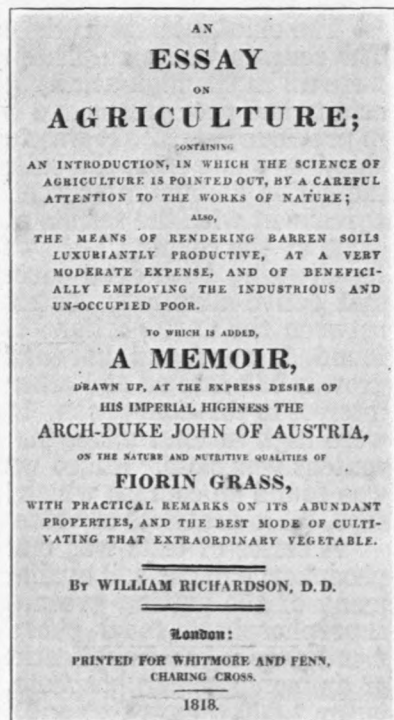 AN
ESSAY
ON
AGRICULTURE;
CONTAINING
AN INTRODUCTION, IN WHICH THE SCIENCE OF
AGRICULTURE IS POINTED OUT, BY A CAREFUL
ATTENTION TO THE WORKS OF NATURE;
ALSO,
THE MEANS OF RENDERING BARREN SOILS
LUXURIANTLY PRODUCTIVE, AT A VERY
MODERATE EXPENSE, AND OF BENEFICI-
ALLY EMPLOYING THE INDUSTRIOUS AND
UN-OCCUPIED POOR.
TO WHICH IS ADDED,
A MEMOIR,
DRAWN UP, AT THE EXPRESS DESIRE OF
HIS IMPERIAL HIGHNESS THE
ARCH-DUKE JOHN OF AUSTRIA,
ON THE NATURE AND NUTRITIVE QUALITIES OF
FIORIN GRASS,
WITH PRACTICAL REMARKS ON ITS ABUNDANT
PROPERTIES, AND THE BEST MODE OF CULTI-
VATING THAT EXTRAORDINARY VEGETABLE.
BY WILLIAM RICHARDSON, D. D.
London:
PRINTED FOR WHITMORE AND FENN,
CHARING CROSS.
1818.